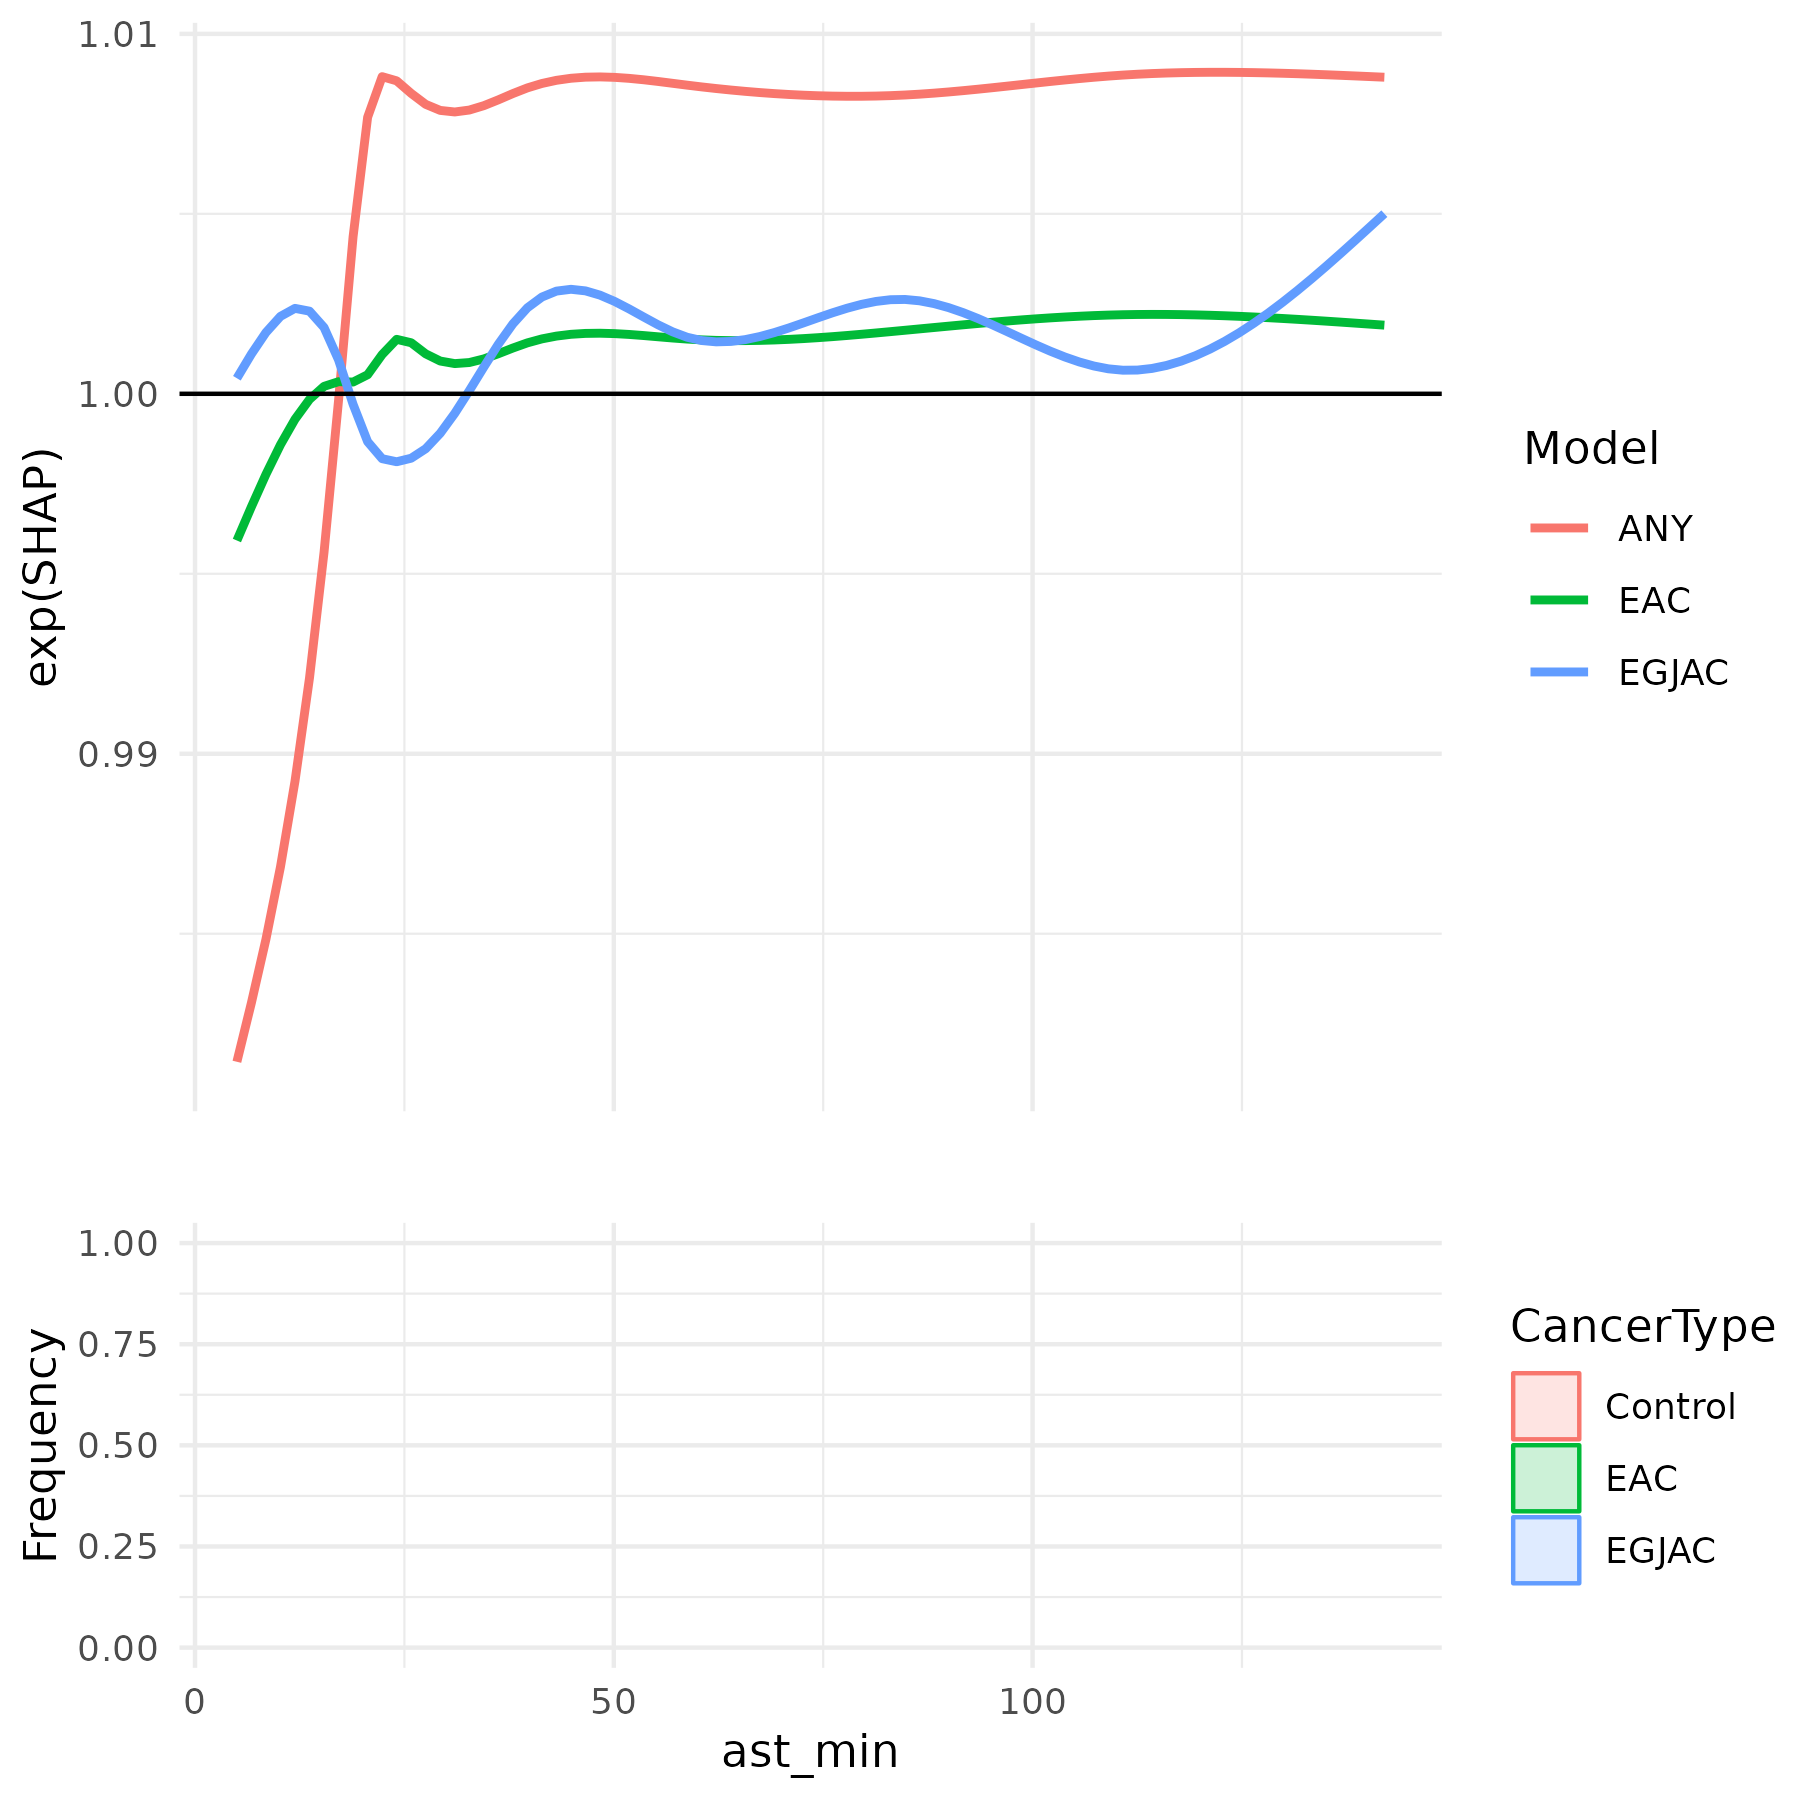 1.01
1.00
0.99
exp(SHAP)
Model
ANY
EAC
EGJAC
1.00
0.75
0.50
0.25
0.00
Frequency
0
50
100
ast_min
CancerType
Control
EAC
EGJAC